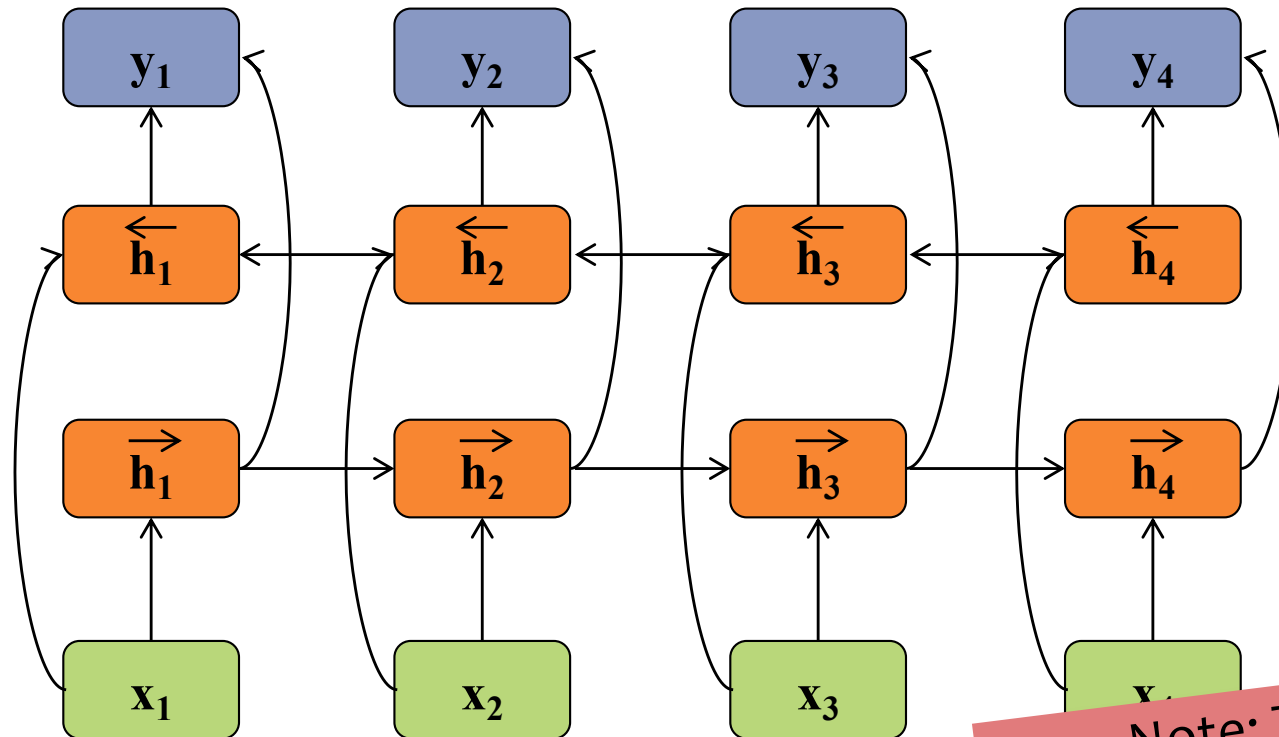 y₁ y₂ y₃ y₄
←h₁ ←h₂ ←h₃ ←h₄
→h₁ →h₂ →h₃ →h₄
x₁ x₂ x₃
Note: